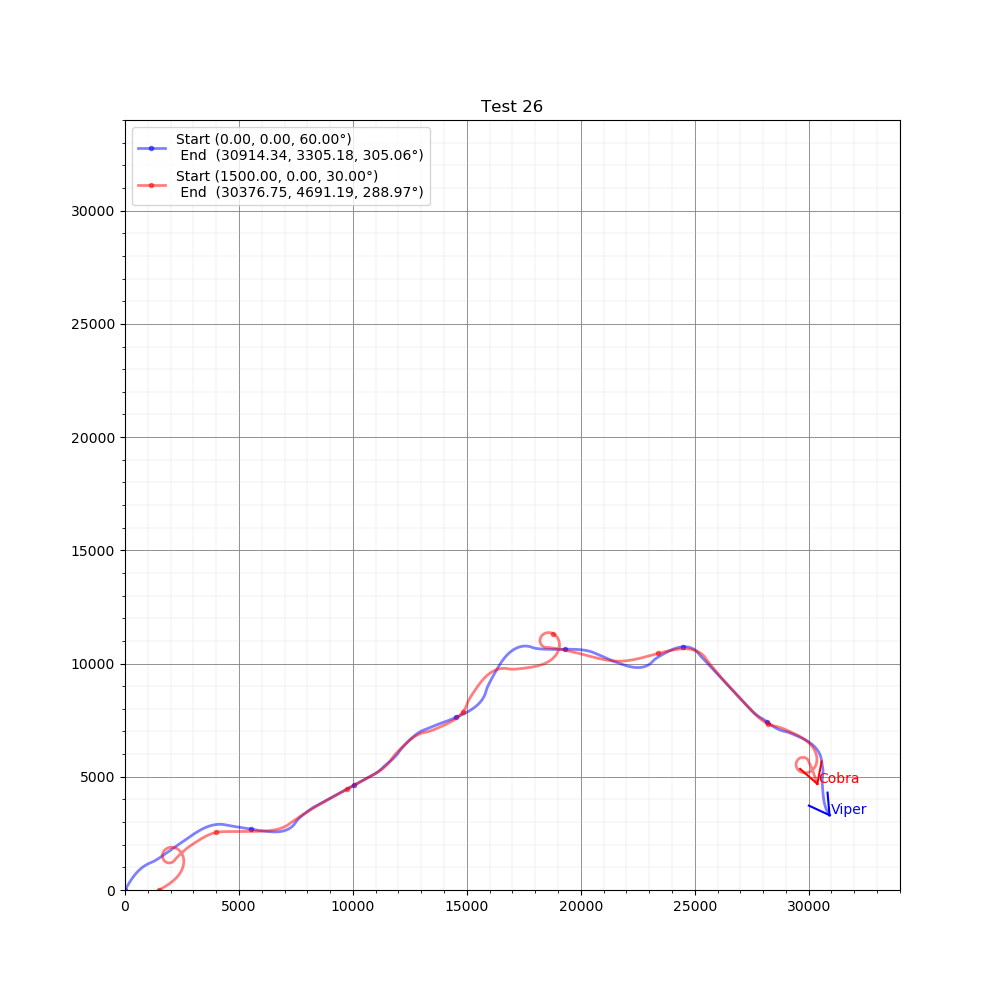 Test 26
Start (0.00, 0.00, 60.00°)
End (30914.34, 3305.18, 305.06°)
Start (1500.00, 0.00, 30.00°)
End (30376.75, 4691.19, 288.97°)
30000
25000
20000
15000
10000
5000
0
Cobra
Viper
0 5000 10000 15000 20000 25000 30000